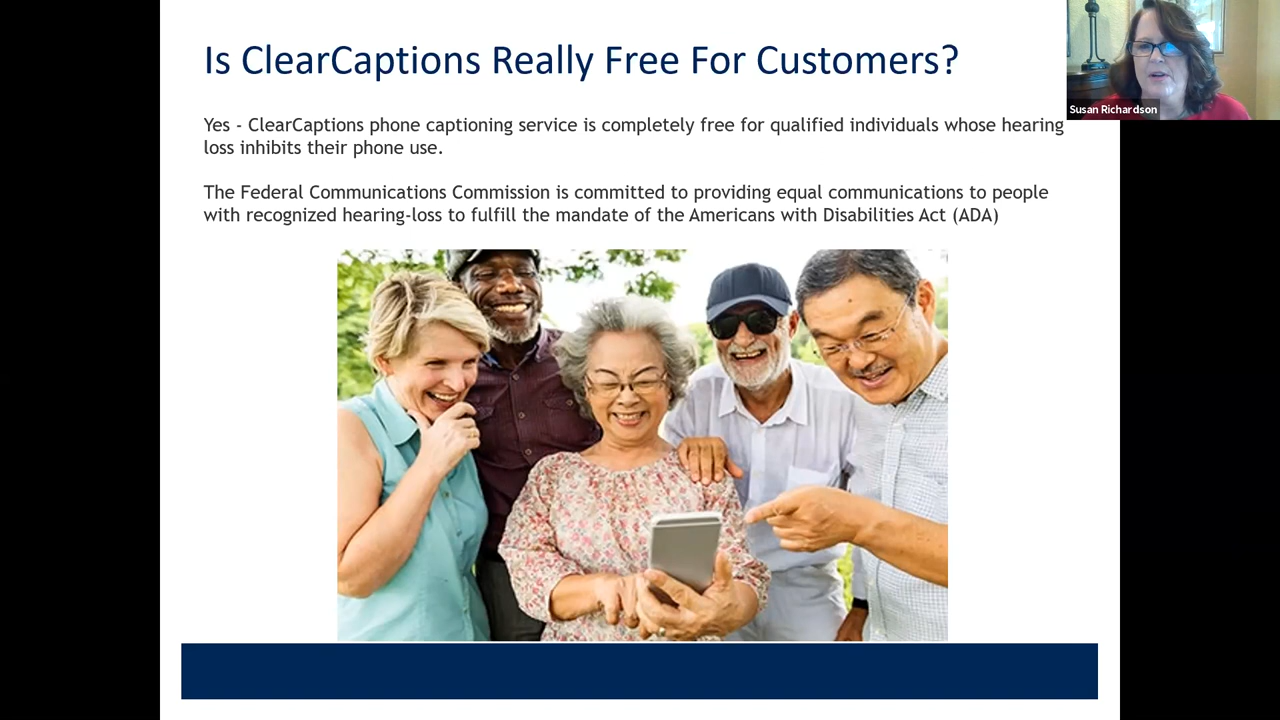 Is ClearCaptions Really Free For Customers?
Susan Richardson
Yes - ClearCaptions phone captioning service is completely free for qualified individuals whose hearing
loss inhibits their phone use.
The Federal Communications Commission is committed to providing equal communications to people
with recognized hearing-loss to fulfill the mandate of the Americans with Disabilities Act (ADA)